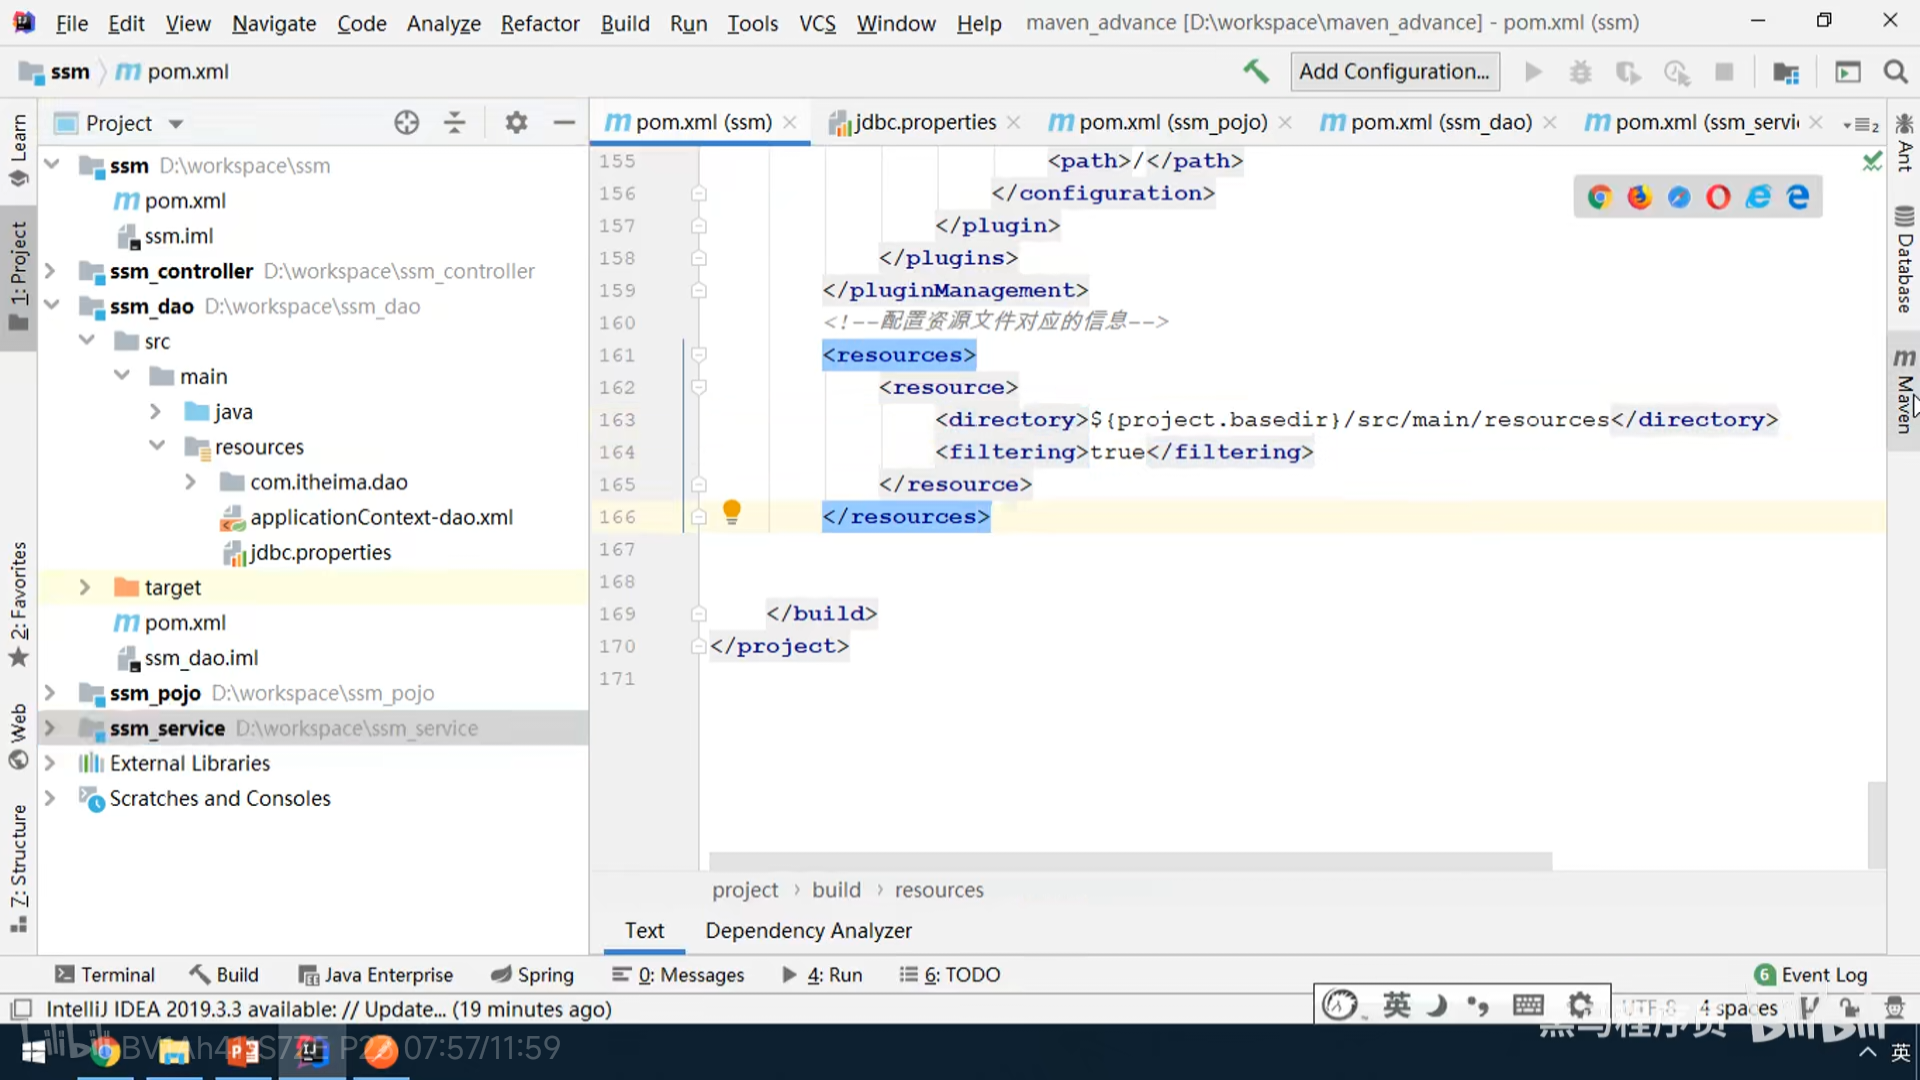 File Edit View Navigate Code Analyze Refactor Build Run Tools VCS Window Help maven_advance [D:\workspace\maven_advance] - pom.xml (ssm)
ssm pom.xml Add Configuration...
Project
pom.xml (ssm) jdbc.properties pom.xml (ssm_pojo) pom.xml (ssm_dao) pom.xml (ssm_servi 2
Learn
1: Project
2: Favorites
Web
Z: Structure
ssm D:\workspace\ssm
pom.xml
ssm.iml
ssm_controller D:\workspace\ssm_controller
ssm_dao D:\workspace\ssm_dao
src
main
java
resources
com.itheima.dao
applicationContext-dao.xml
jdbc.properties
target
pom.xml
ssm_dao.iml
ssm_pojo D:\workspace\ssm_pojo
ssm_service D:\workspace\ssm_service
External Libraries
Scratches and Consoles
155 <path>/</path>
156 </configuration>
157 </plugin>
158 </plugins>
159 </pluginManagement>
160 <!--配置资源文件对应的信息-->
161 <resources>
162 <resource>
163 <directory>${project.basedir}/src/main/resources</directory>
164 <filtering>true</filtering>
165 </resource>
166 </resources>
167
168
169 </build>
170 </project>
171
Ant
Database
Maven
project › build › resources
Text Dependency Analyzer
Terminal Build Java Enterprise Spring 0: Messages 4: Run 6: TODO 6 Event Log
IntelliJ IDEA 2019.3.3 available: // Update... (19 minutes ago) 英 UTF-8 4 spaces
黑马程序员 bilibili
07:57/11:59 英